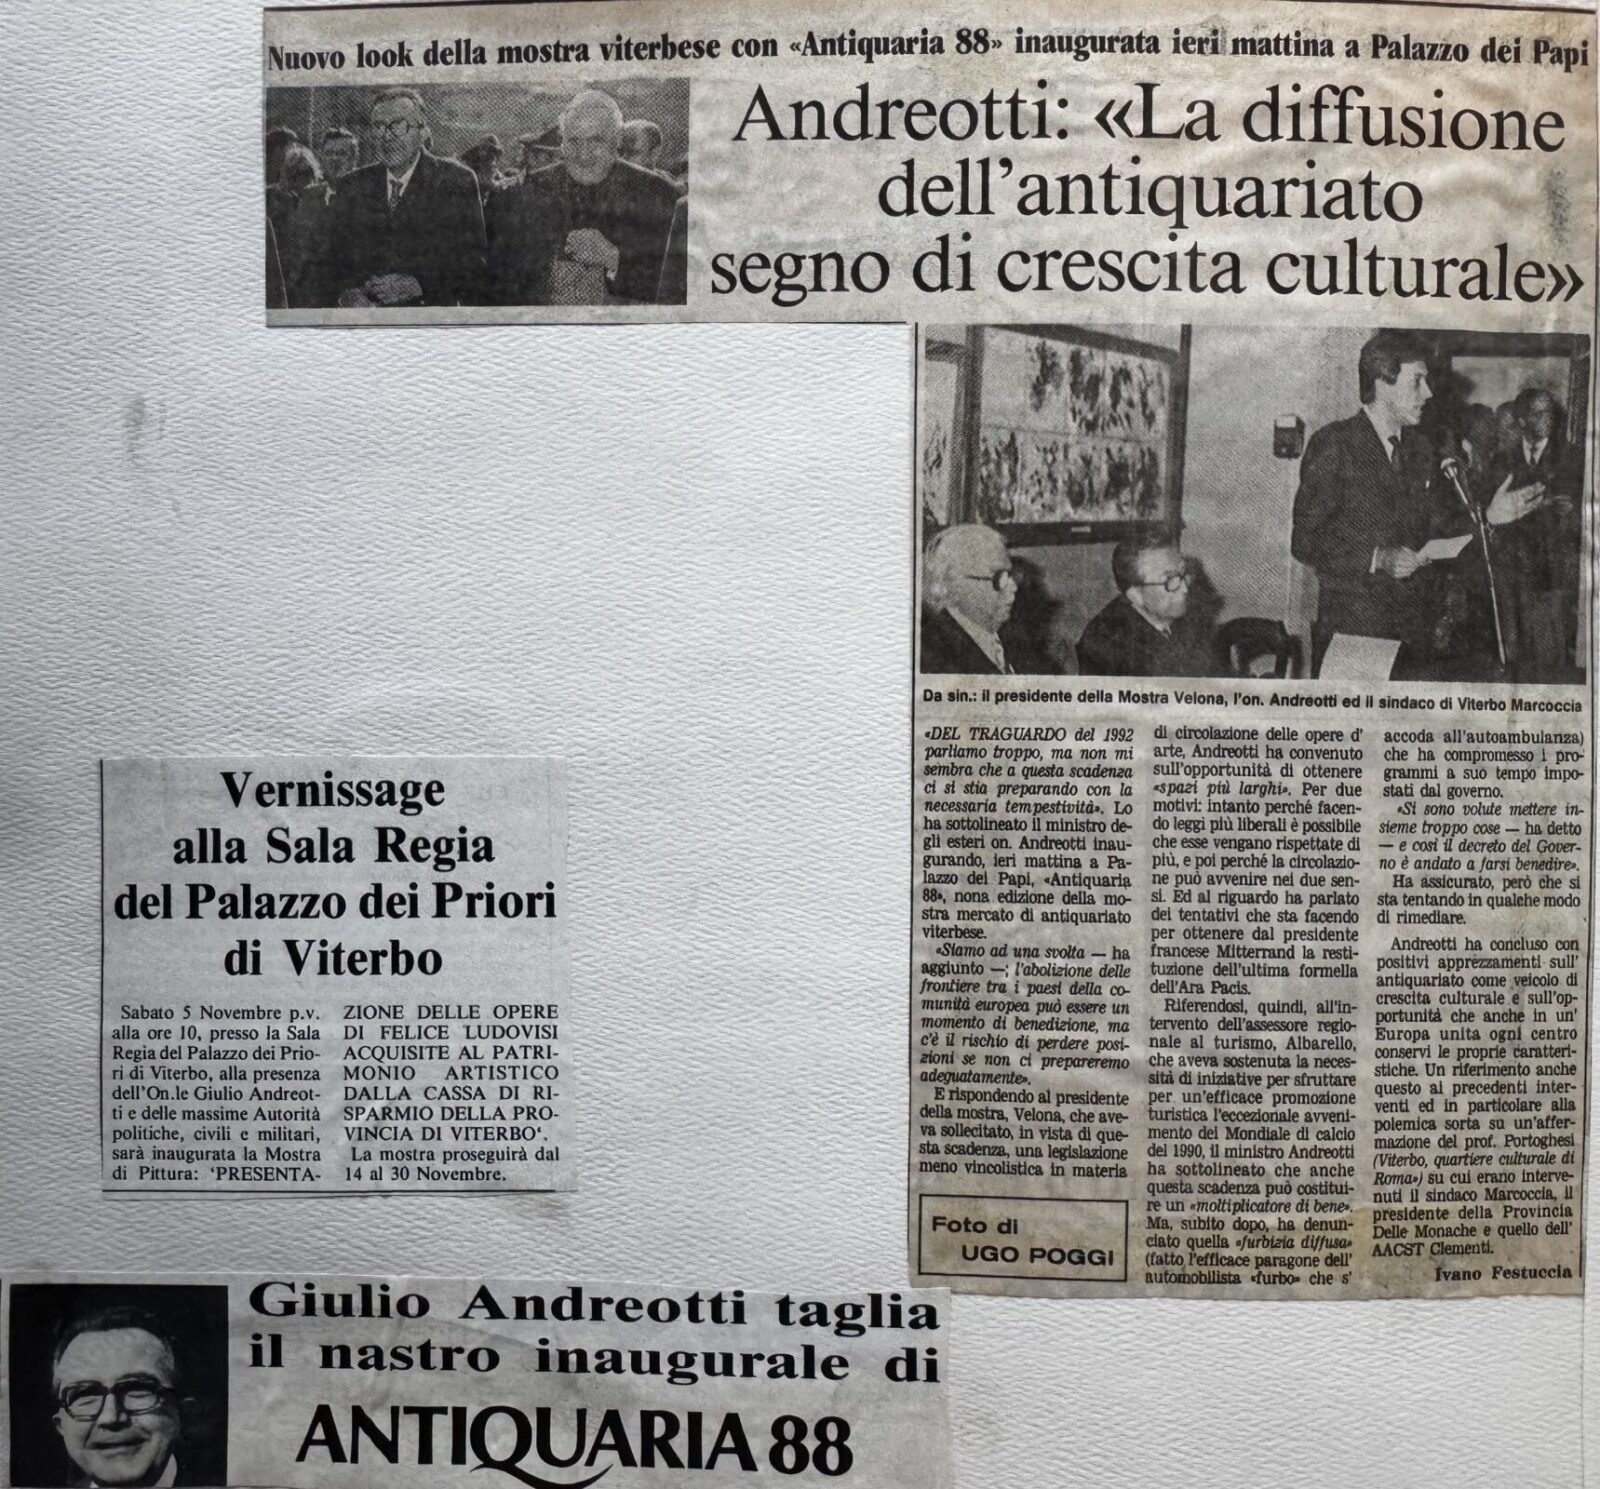 Nuovo look della mostra viterbese con «Antiquaria 88» inaugurata ieri mattina a Palazzo dei Papi
Andreotti: «La diffusione
dell'antiquariato
segno di crescita culturale»
Da sin.: il presidente della Mostra Velona, l'on. Andreotti ed il sindaco di Viterbo Marcoccia
«DEL TRAGUARDO del 1992
parliamo troppo, ma non mi
sembra che a questa scadenza
ci si stia preparando con la
necessaria tempestività». Lo
ha sottolineato il ministro de-
gli esteri on. Andreotti inau-
gurando, ieri mattina a Pa-
lazzo dei Papi, «Antiquaria
88», nona edizione della mo-
stra mercato di antiquariato
viterbese.
«Siamo ad una svolta — ha
aggiunto —; l'abolizione delle
frontiere tra i paesi della co-
munità europea può essere un
momento di benedizione, ma
c'è il rischio di perdere posi-
zioni se non ci prepareremo
adeguatamente».
E rispondendo al presidente
della mostra, Velona, che ave-
va sollecitato, in vista di que-
sta scadenza, una legislazione
meno vincolistica in materia
Foto di
UGO POGGI
di circolazione delle opere d'
arte, Andreotti ha convenuto
sull'opportunità di ottenere
«spazi più larghi». Per due
motivi: intanto perché facen-
do leggi più liberali è possibile
che esse vengano rispettate di
più, e poi perché la circolazio-
ne può avvenire nei due sen-
si. Ed al riguardo ha parlato
dei tentativi che sta facendo
per ottenere dal presidente
francese Mitterrand la resti-
tuzione dell'ultima formella
dell'Ara Pacis.
Riferendosi, quindi, all'in-
tervento dell'assessore regio-
nale al turismo, Albarello,
che aveva sostenuta la neces-
sità di iniziative per sfruttare
per un'efficace promozione
turistica l'eccezionale avveni-
mento dei Mondiale di calcio
del 1990, il ministro Andreotti
ha sottolineato che anche
questa scadenza può costitui-
re un «moltiplicatore di bene».
Ma, subito dopo, ha denun-
ciato quella «furbizia diffusa»
(fatto l'efficace paragone dell'
automobilista «furbo» che s'
accoda all'autoambulanza)
che ha compromesso i pro-
grammi a suo tempo impo-
stati dal governo.
«Si sono volute mettere in-
sieme troppo cose — ha detto
— e così il decreto del Gover-
no è andato a farsi benedire».
Ha assicurato, però che si
sta tentando in qualche modo
di rimediare.
Andreotti ha concluso con
positivi apprezzamenti sull'
antiquariato come veicolo di
crescita culturale e sull'op-
portunità che anche in un'
Europa unita ogni centro
conservi le proprie caratteri-
stiche. Un riferimento anche
questo ai precedenti inter-
venti ed in particolare alla
polemica sorta su un'affer-
mazione del prof. Portoghesi
(Viterbo, quartiere culturale di
Roma») su cui erano interve-
nuti il sindaco Marcoccia, il
presidente della Provincia
Delle Monache e quello dell'
AACST Clementi.
Ivano Festuccia
Vernissage
alla Sala Regia
del Palazzo dei Priori
di Viterbo
Sabato 5 Novembre p.v.
alla ore 10, presso la Sala
Regia del Palazzo dei Prio-
ri di Viterbo, alla presenza
dell'On.le Giulio Andreot-
ti e delle massime Autorità
politiche, civili e militari,
sarà inaugurata la Mostra
di Pittura: 'PRESENTA-
ZIONE DELLE OPERE
DI FELICE LUDOVISI
ACQUISITE AL PATRI-
MONIO ARTISTICO
DALLA CASSA DI RI-
SPARMIO DELLA PRO-
VINCIA DI VITERBO'.
La mostra proseguirà dal
14 al 30 Novembre.
Giulio Andreotti taglia
il nastro inaugurale di
ANTIQUARIA 88